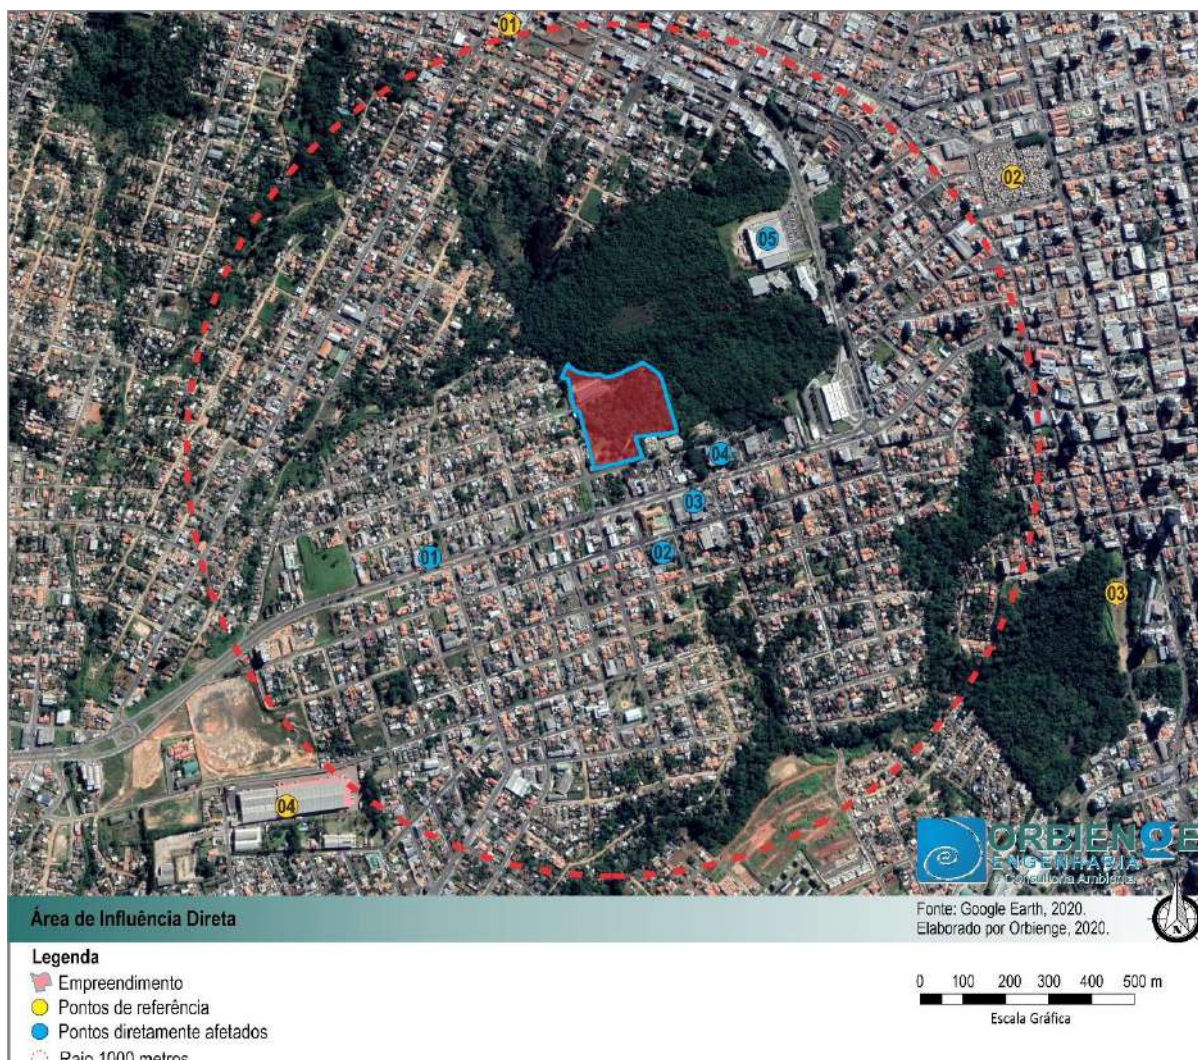 01
02
05
04
03
01
02
03
04
ORBIENGE
ENGENHARIA
e Consultoria Ambiental
Área de Influência Direta
Fonte: Google Earth, 2020.
Elaborado por Orbienge, 2020.
N
Legenda
Empreendimento
Pontos de referência
Pontos diretamente afetados
Raio 1000 metros
0 100 200 300 400 500 m
Escala Gráfica